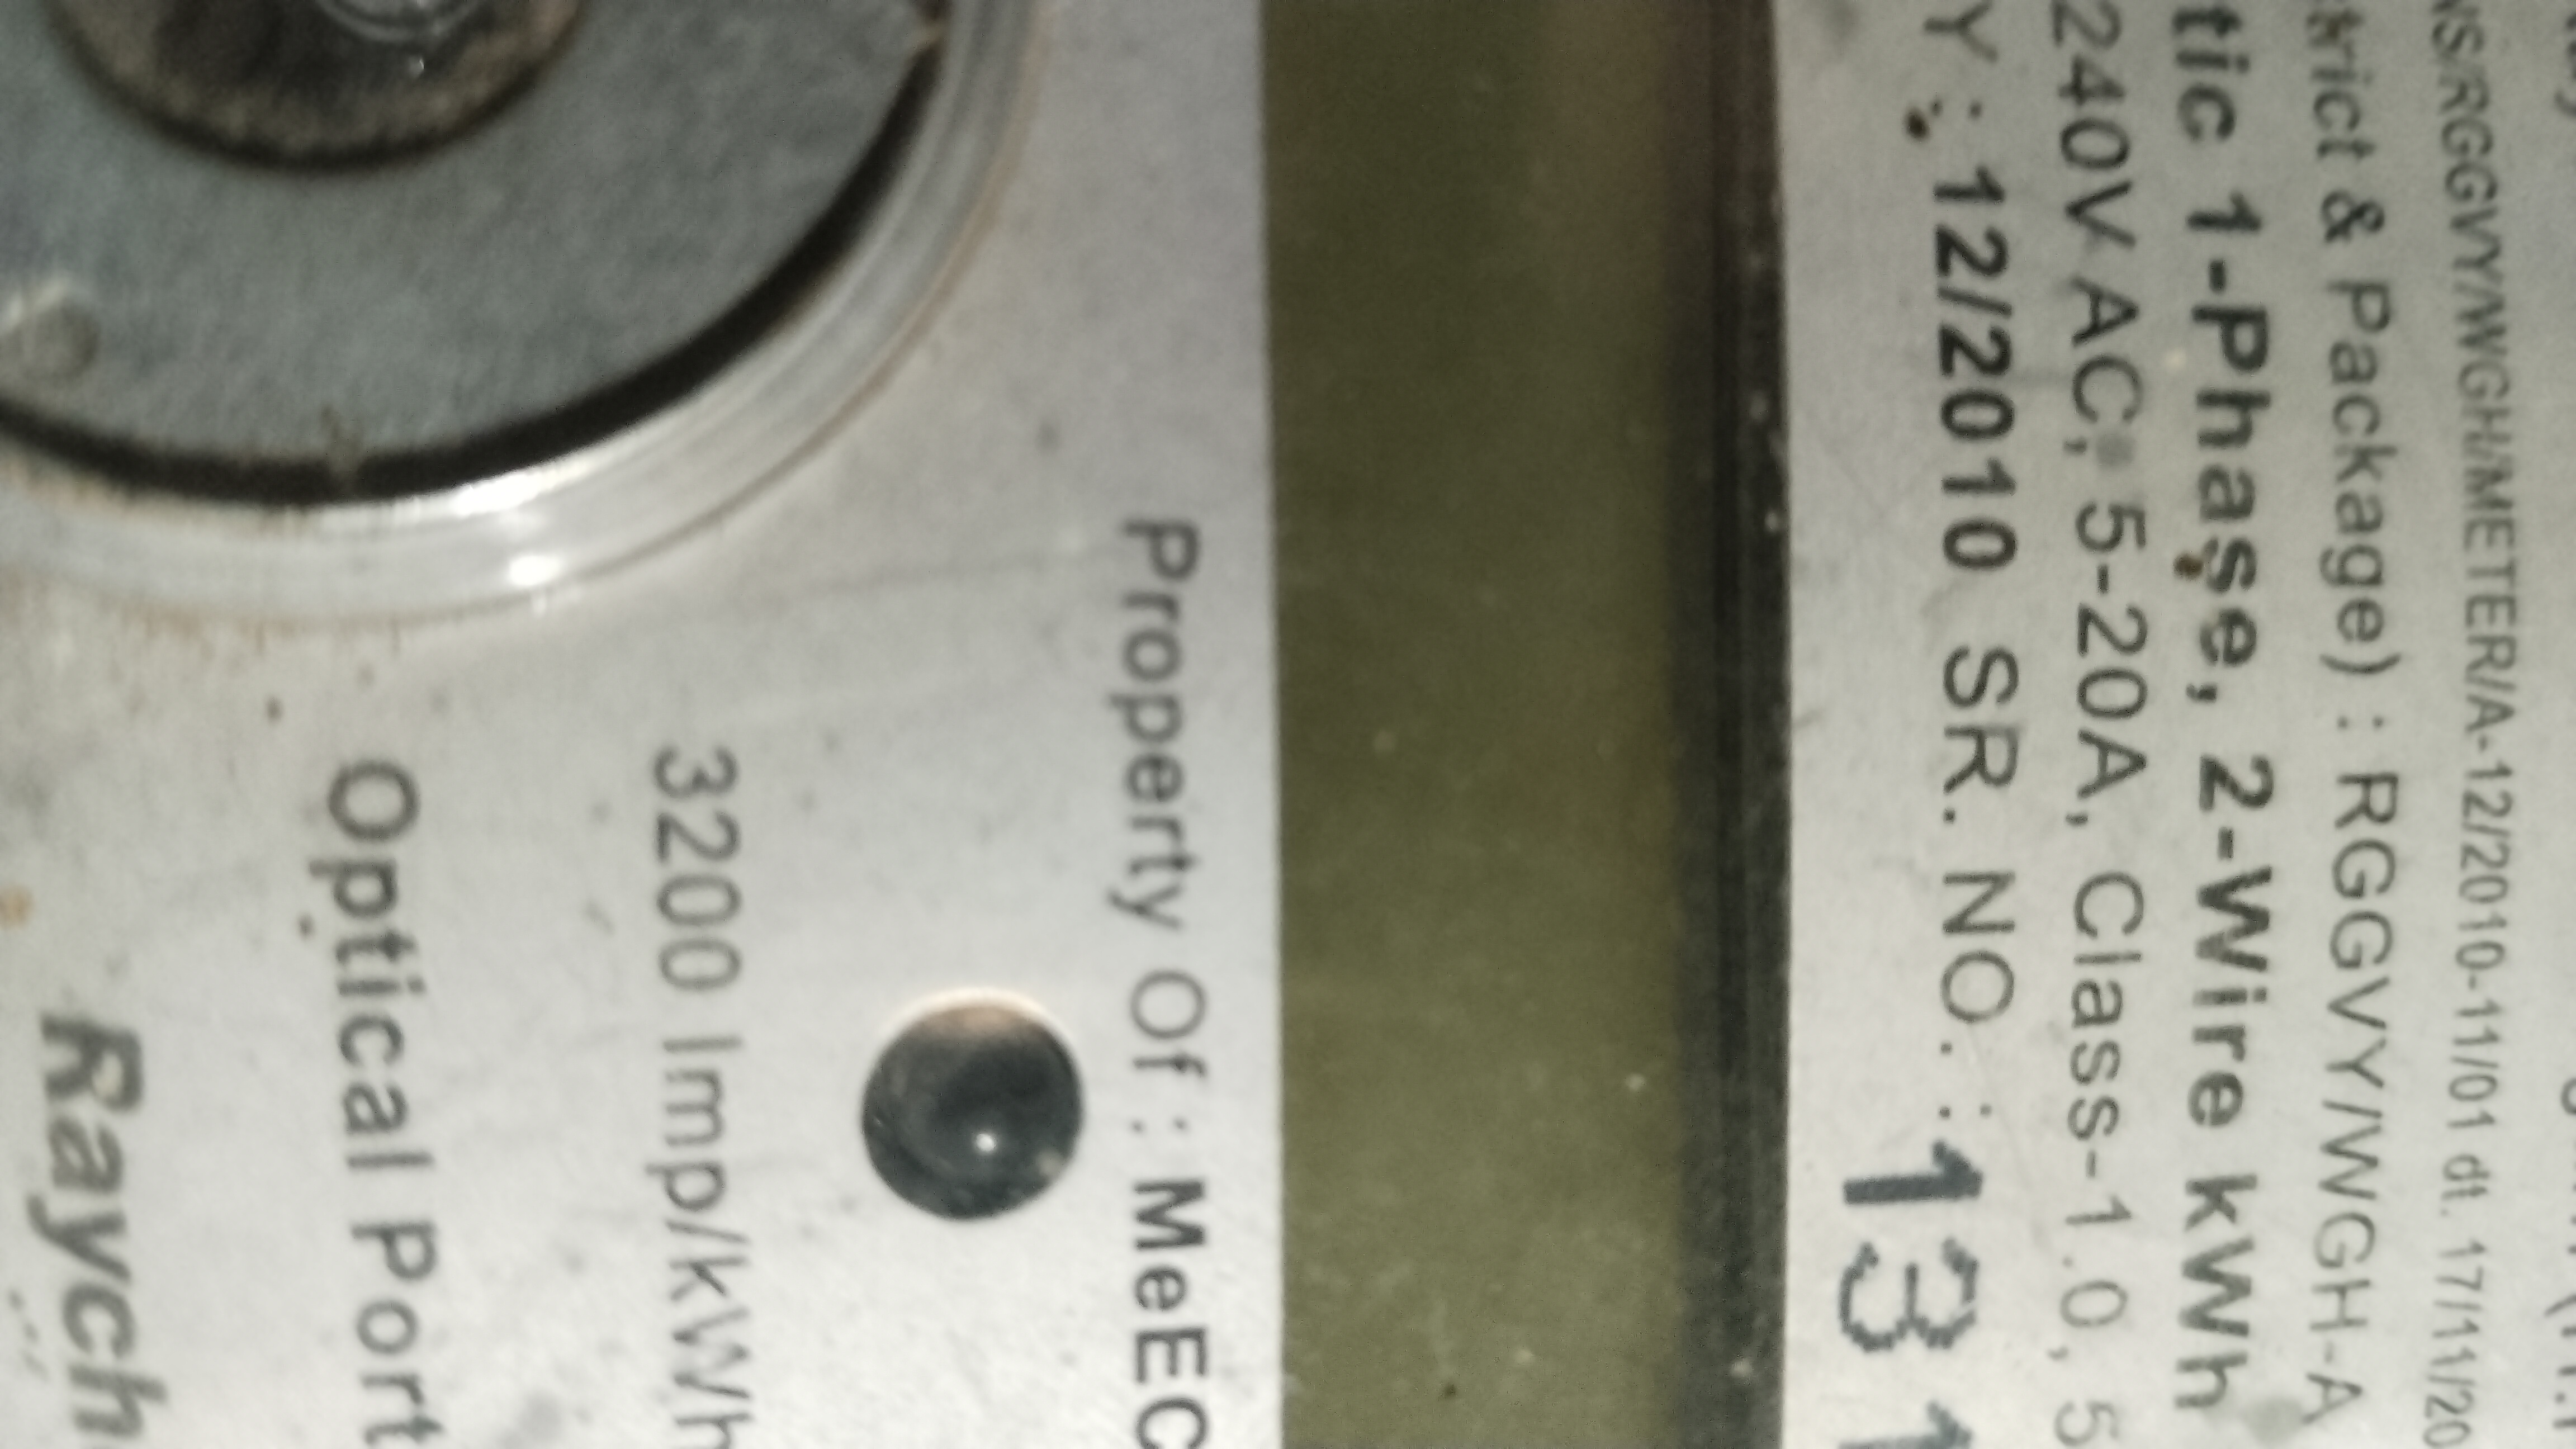 NS/RGGVY/WGH/METER/A-12/2010-11/01 dt. 17/11/20
trict & Package) : RGGVY/WGH-A
tic 1-Phase, 2-Wire kWh
240V AC, 5-20A, Class-1.0, 5
Y : 12/2010 SR. NO. : 131
Property Of : MeEC
3200 Imp/kWh
Optical Port
Raych